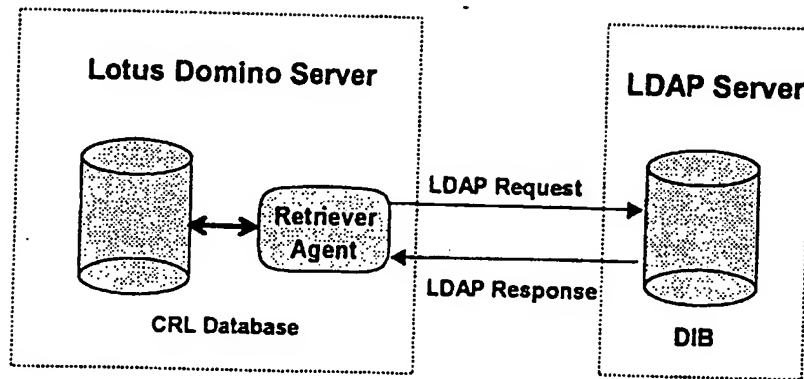 Lotus Domino Server
LDAP Server
LDAP Request
Retriever
Agent
LDAP Response
CRL Database
DIB